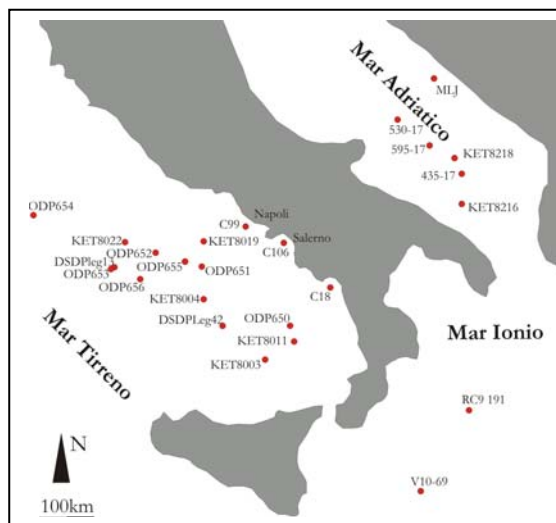 Mar Adriatico
MLJ
530-17
595-17
KET8218
435-17
KET8216
ODP654
C99
Napoli
KET8022
ODP652
KET8019
C106
Salerno
DSDPleg13
ODP653
ODP655
ODP651
ODP656
C18
KET8004
DSDPLeg42
ODP650
KET8011
KET8003
Mar Tirreno
Mar Ionio
RC9 191
V10-69
N
100km